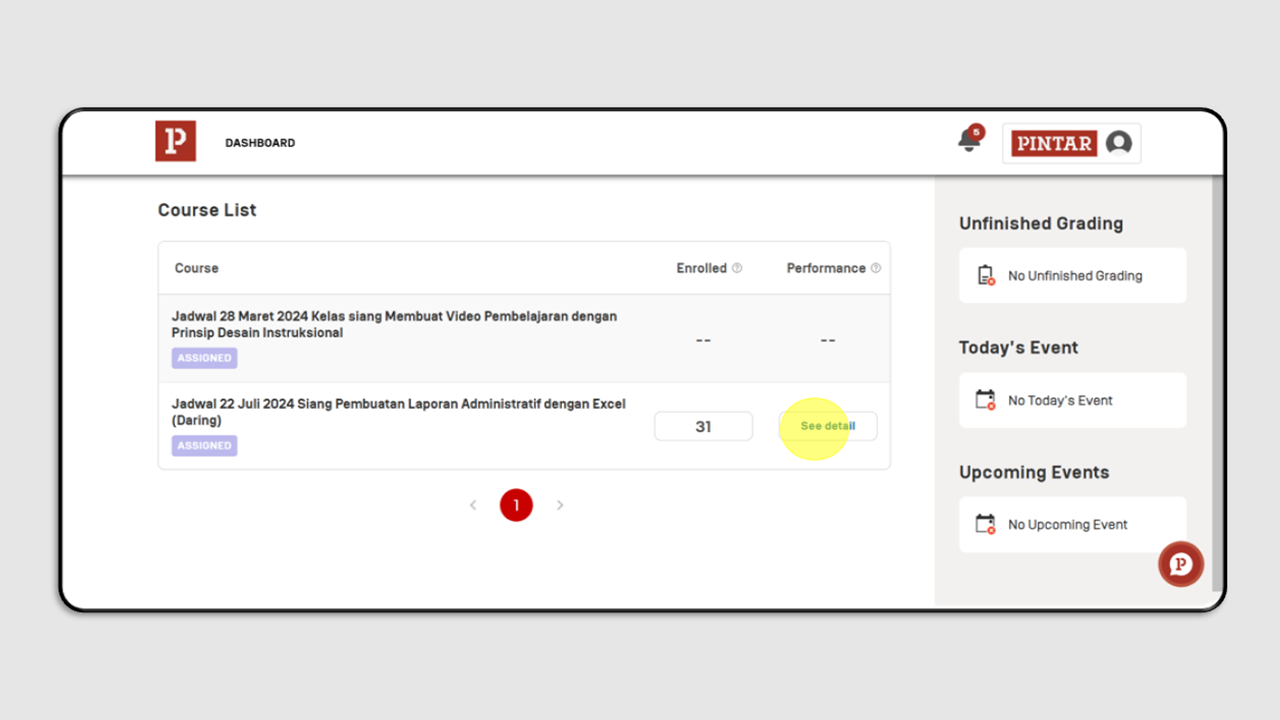 P
DASHBOARD
5
PINTAR
Course List
Course
Enrolled ?
Performance ?
Jadwal 28 Maret 2024 Kelas siang Membuat Video Pembelajaran dengan
Prinsip Desain Instruksional
ASSIGNED
--
--
Jadwal 22 Juli 2024 Siang Pembuatan Laporan Administratif dengan Excel
(Daring)
ASSIGNED
31
See detail
< 1 >
Unfinished Grading
No Unfinished Grading
Today's Event
No Today's Event
Upcoming Events
No Upcoming Event
P